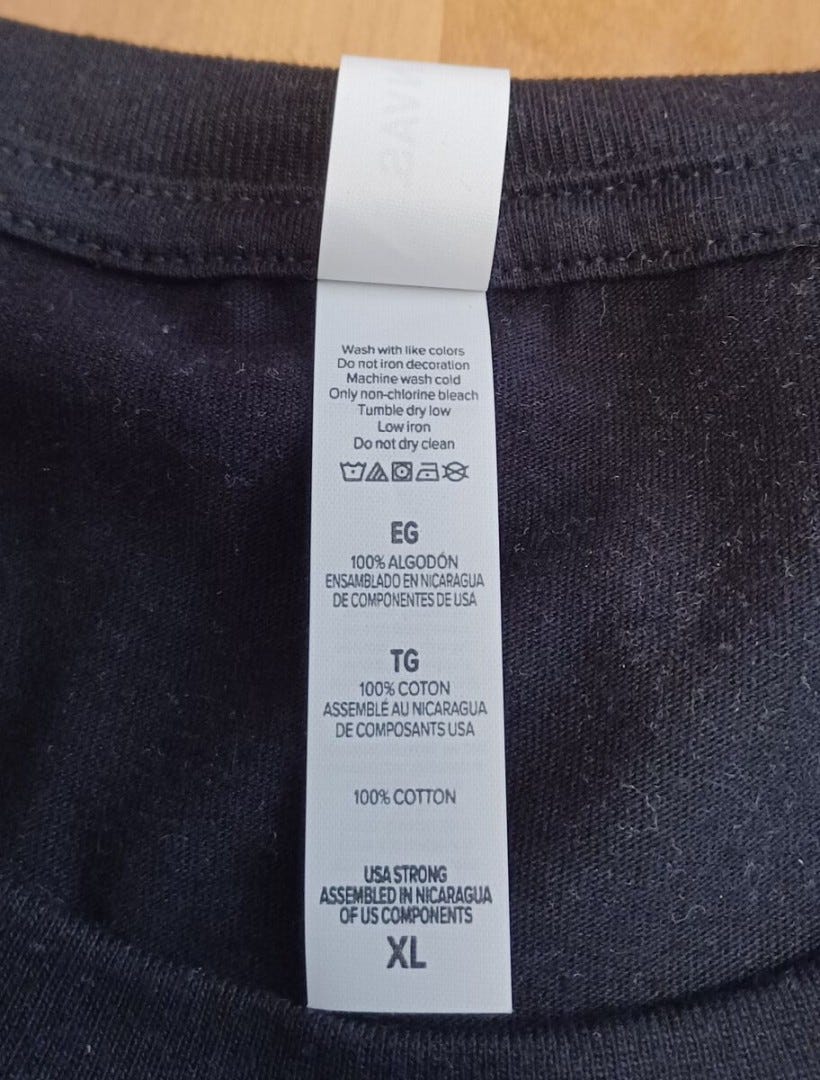 Wash with like colors
Do not iron decoration
Machine wash cold
Only non-chlorine bleach
Tumble dry low
Low iron
Do not dry clean
EG
100% ALGODÓN
ENSAMBLADO EN NICARAGUA
DE COMPONENTES DE USA
TG
100% COTON
ASSEMBLÉ AU NICARAGUA
DE COMPOSANTS USA
100% COTTON
USA STRONG
ASSEMBLED IN NICARAGUA
OF US COMPONENTS
XL